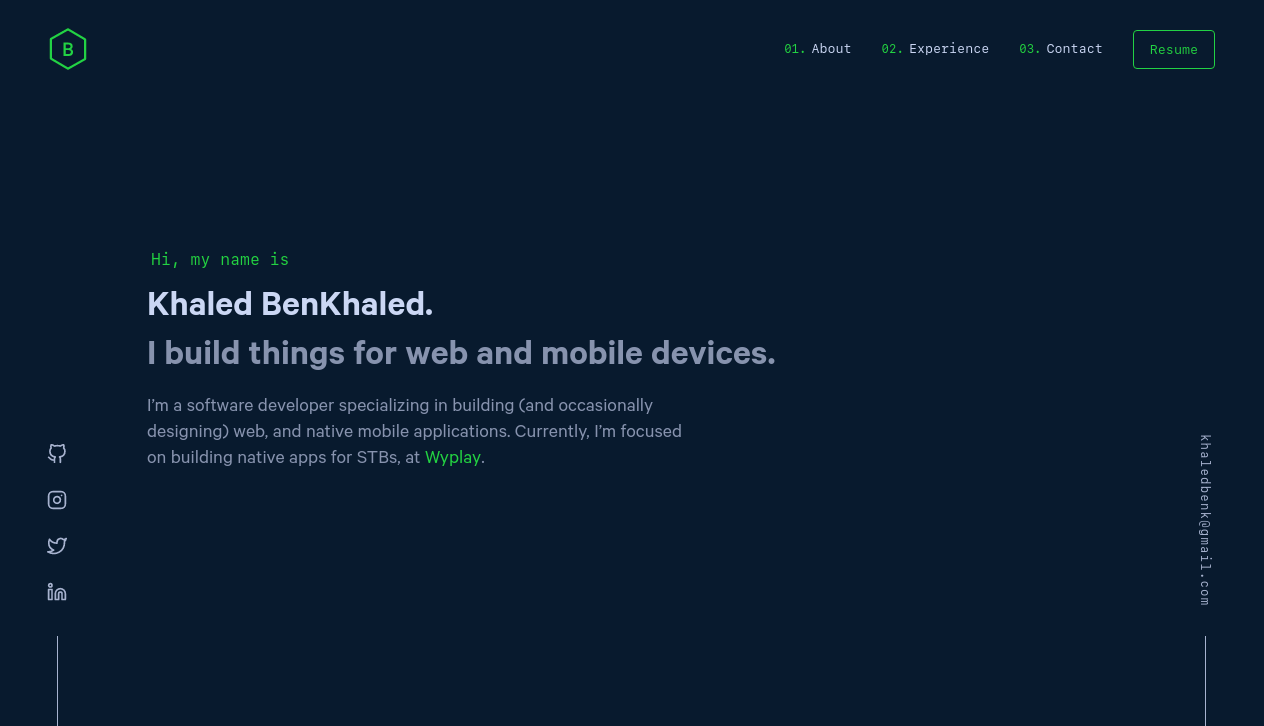 B
01. About
02. Experience
03. Contact
Resume
Hi, my name is
Khaled BenKhaled.
I build things for web and mobile devices.
I’m a software developer specializing in building (and occasionally
designing) web, and native mobile applications. Currently, I’m focused
on building native apps for STBs, at Wyplay.
khaledbenk@gmail.com